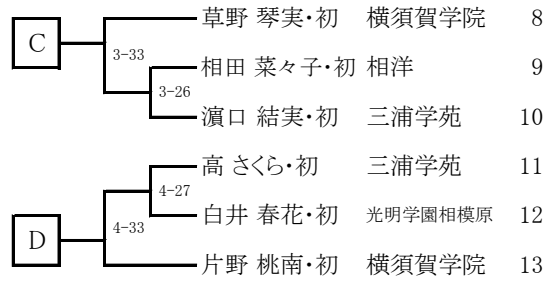 草野 琴実・初 横須賀学院 8
C
3-33
相田 菜々子・初 相洋 9
3-26
濵口 結実・初 三浦学苑 10
高 さくら・初 三浦学苑 11
4-27
白井 春花・初 光明学園相模原 12
4-33
D
片野 桃南・初 横須賀学院 13